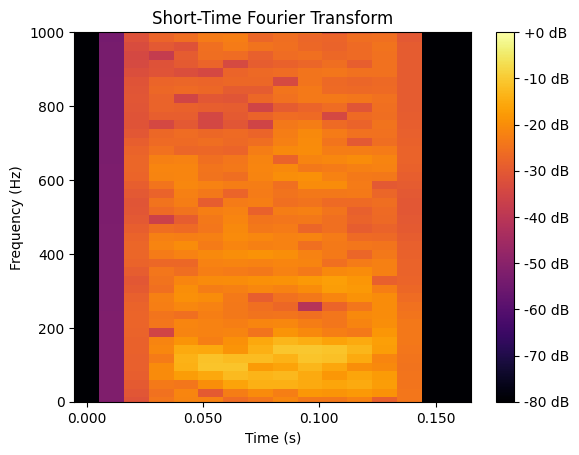 Short-Time Fourier Transform
Frequency (Hz)
1000
800
600
400
200
0
0.000
0.050
0.100
0.150
Time (s)
+0 dB
-10 dB
-20 dB
-30 dB
-40 dB
-50 dB
-60 dB
-70 dB
-80 dB